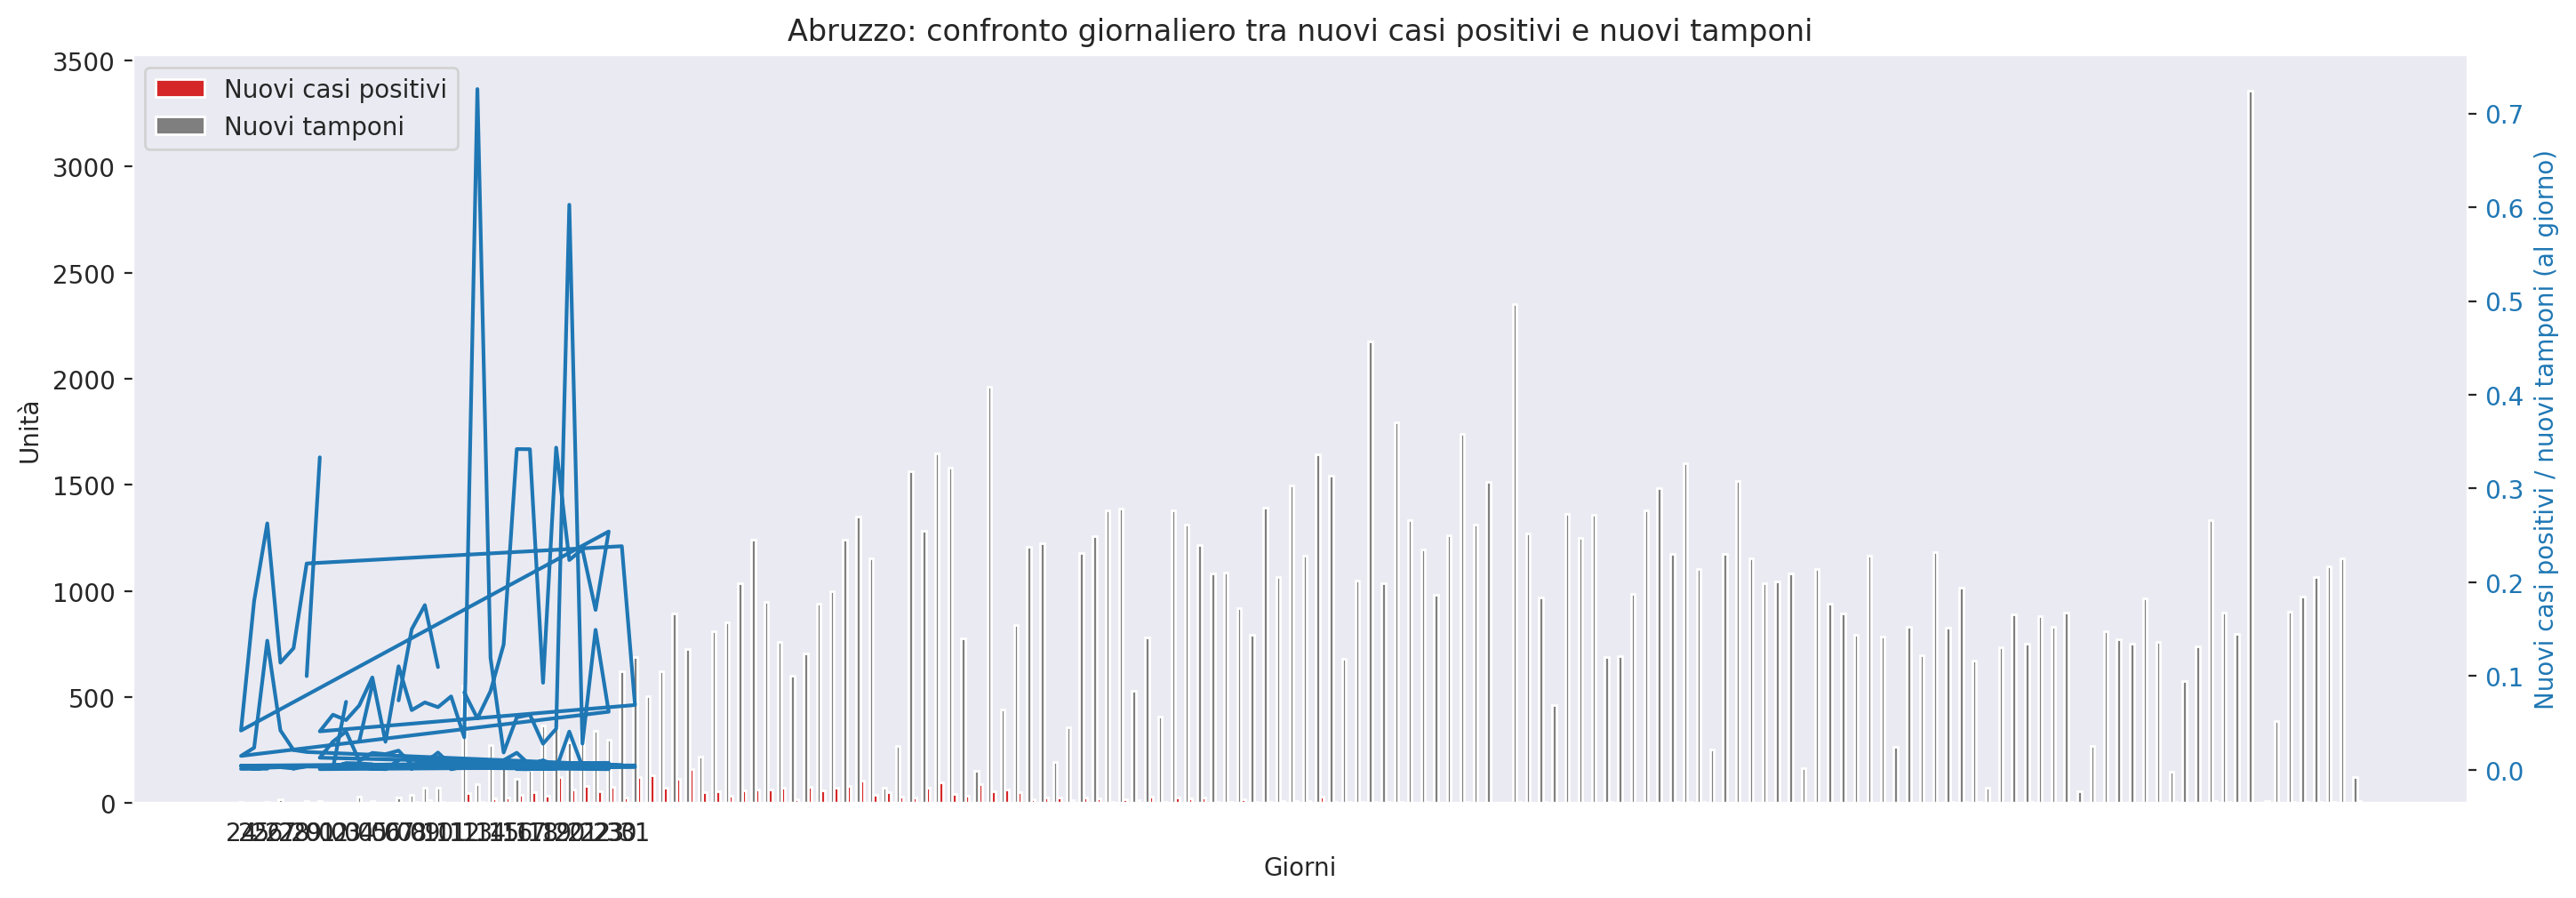 Abruzzo: confronto giornaliero tra nuovi casi positivi e nuovi tamponi
Nuovi casi positivi
Nuovi tamponi
3500
3000
2500
2000
1500
1000
500
0
Unità
0.7
0.6
0.5
0.4
0.3
0.2
0.1
0.0
Nuovi casi positivi / nuovi tamponi (al giorno)
Giorni